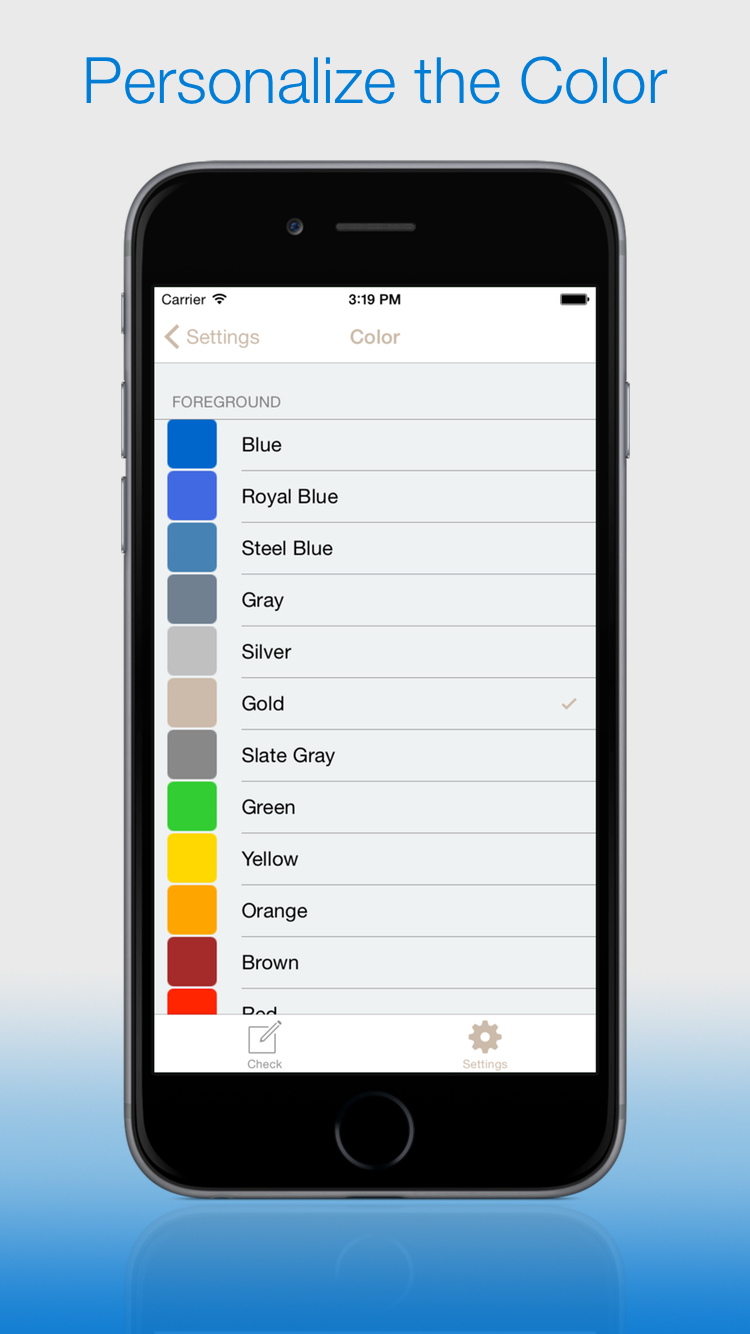 Personalize the Color
Carrier 3:19 PM
Settings Color
FOREGROUND
Blue
Royal Blue
Steel Blue
Gray
Silver
Gold
Slate Gray
Green
Yellow
Orange
Brown
Red
Check Settings